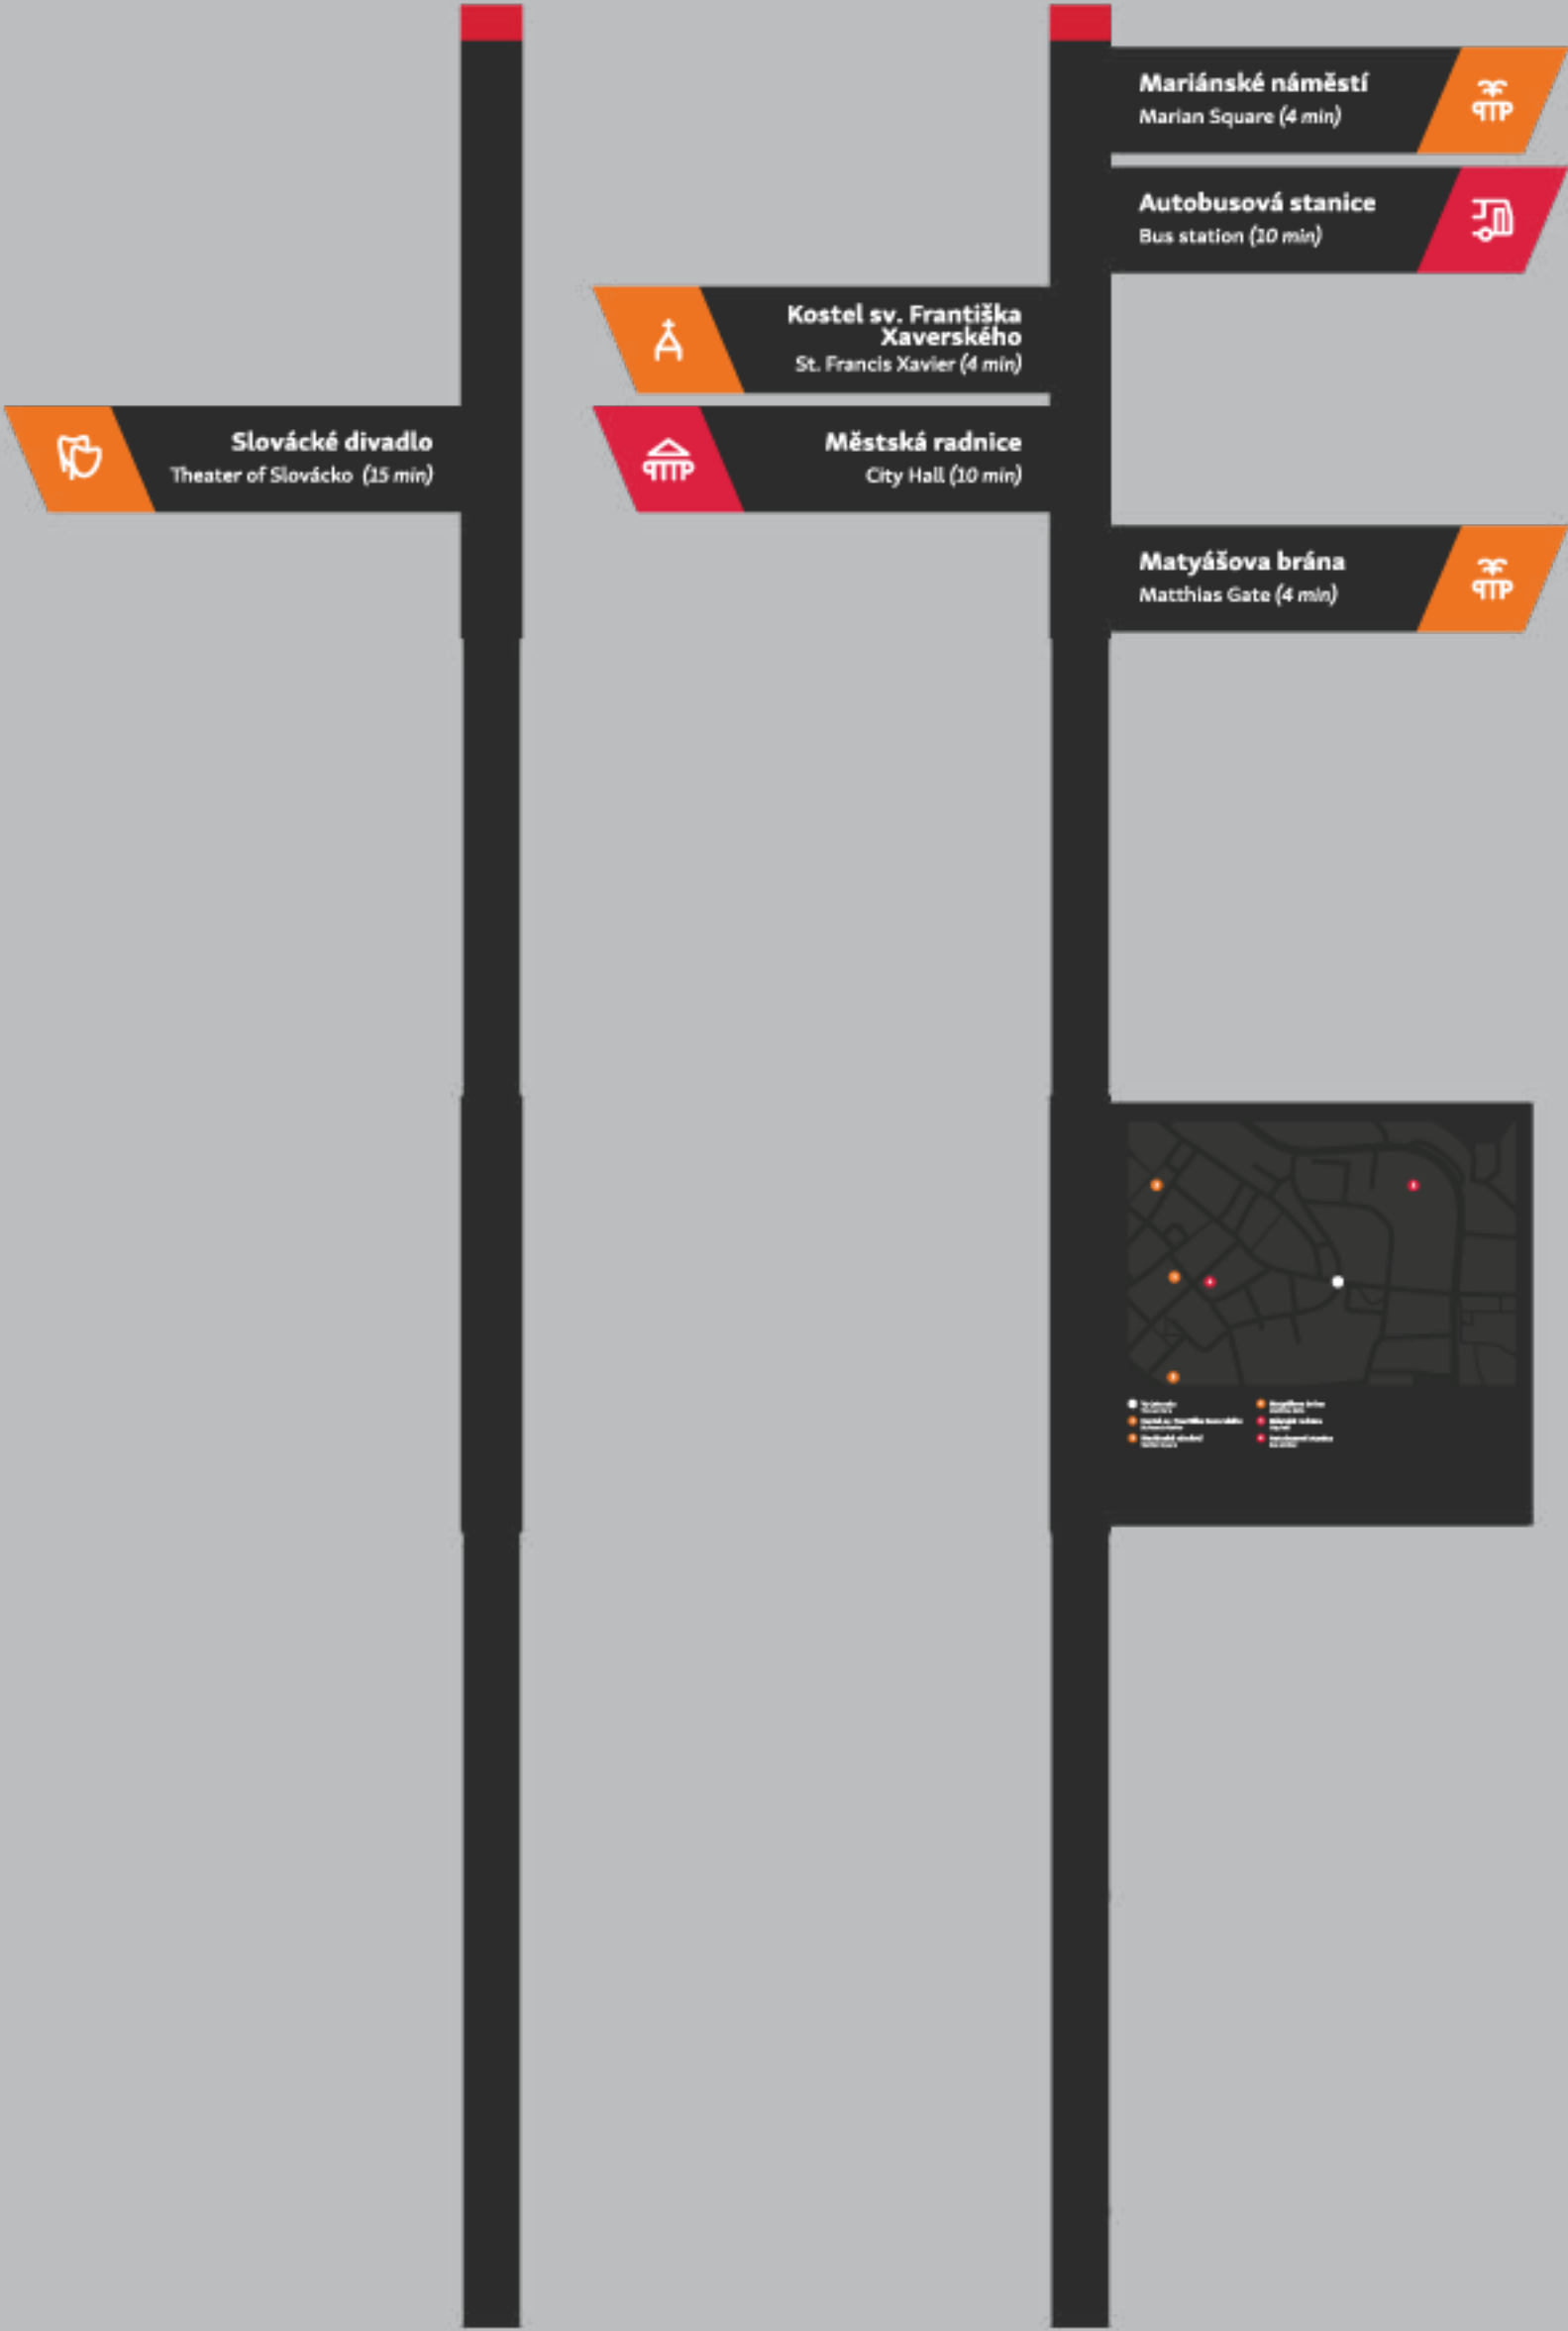 Mariánské náměstí
Marian Square (4 min)
Autobusová stanice
Bus station (10 min)
Kostel sv. Františka
Xaverského
St. Francis Xavier (4 min)
Slovácké divadlo
Theater of Slovácko (15 min)
Městská radnice
City Hall (10 min)
Matyášova brána
Matthias Gate (4 min)